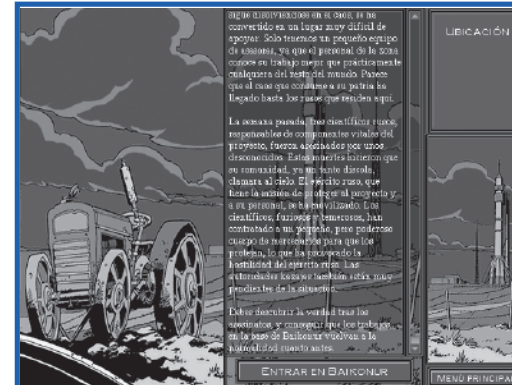 sigue disolviéndose en el caos, se ha
convertido en un lugar muy difícil de
apoyar. Solo tenemos un pequeño equipo
de asesores, ya que el personal de la zona
conoce su trabajo mejor que prácticamente
cualquiera del resto del mundo. Parece
que el caos que consume a su patria ha
llegado hasta los rusos que residen aquí.
La semana pasada, tres científicos rusos,
responsables de componentes vitales del
proyecto, fueron asesinados por unos
desconocidos. Estas muertes hicieron que
su comunidad, ya un tanto díscola,
clamara al cielo. El ejército ruso, que
tiene la misión de proteger al proyecto y
a su personal, se ha movilizado. Los
científicos, furiosos y temerosos, han
contratado a un pequeño, pero poderoso
cuerpo de mercenarios para que los
protejan, lo que ha provocado la
hostilidad del ejército ruso. Las
autoridades kazajas también están muy
pendientes de la situación.
Debes descubrir la verdad tras los
asesinatos, y conseguir que los trabajos
en la base de Baikonur vuelvan a la
normalidad cuanto antes.
ENTRAR EN BAIKONUR
UBICACIÓN
MENÚ PRINCIPA